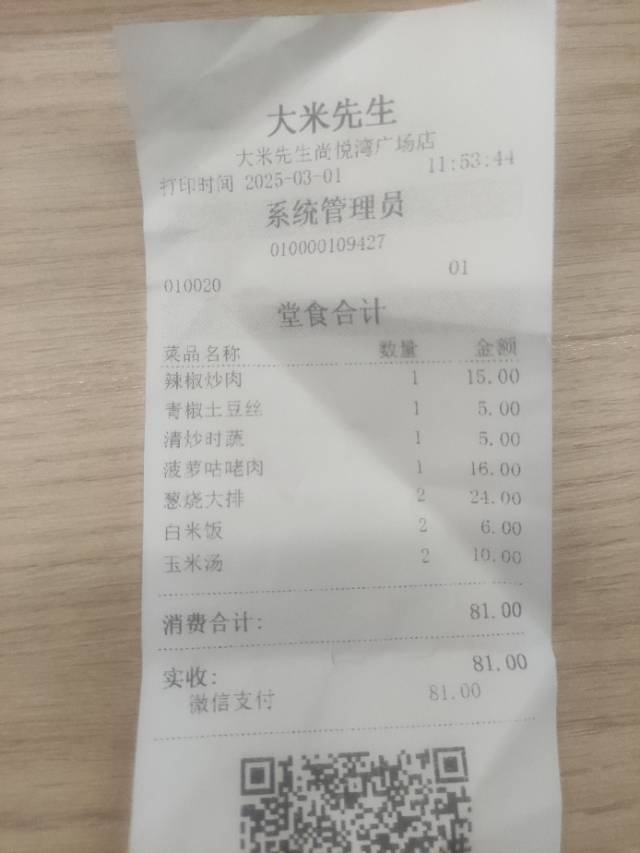 大米先生
大米先生尚悦湾广场店
打印时间 2025-03-01 11:53:44
系统管理员
010000109427
010020 01
堂食合计
菜品名称 数量 金额
辣椒炒肉 1 15.00
青椒土豆丝 1 5.00
清炒时蔬 1 5.00
菠萝咕咾肉 1 16.00
葱烧大排 2 24.00
白米饭 2 6.00
玉米汤 2 10.00
消费合计: 81.00
实收: 81.00
微信支付 81.00